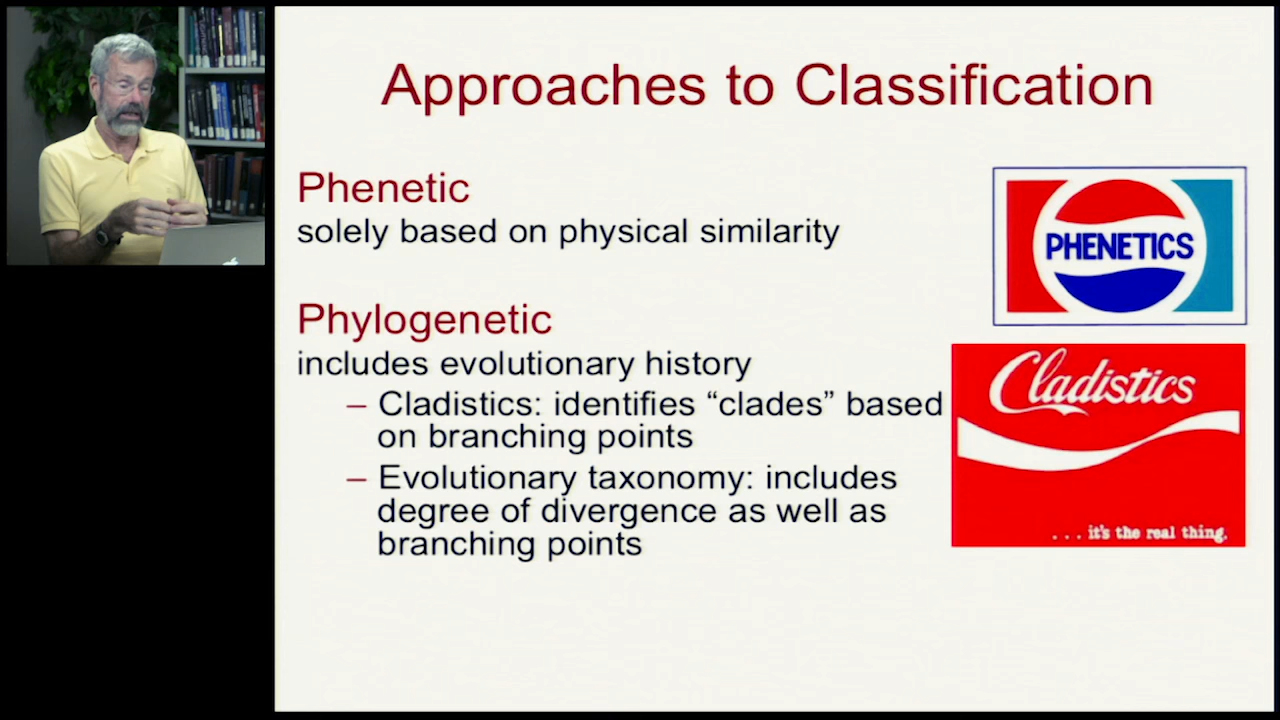 Approaches to Classification
Phenetic
solely based on physical similarity
PHENETICS
Phylogenetic
includes evolutionary history
– Cladistics: identifies “clades” based
on branching points
– Evolutionary taxonomy: includes
degree of divergence as well as
branching points
Cladistics
...it's the real thing.